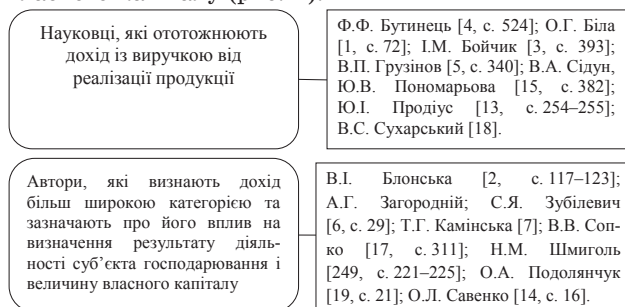 Науковці, які ототожнюють
дохід із виручкою від
реалізації продукції
Ф.Ф. Бутинець [4, с. 524]; О.Г. Біла
[1, с. 72]; І.М. Бойчик [3, с. 393];
В.П. Грузінов [5, с. 340]; В.А. Сідун,
Ю.В. Пономарьова [15, с. 382];
Ю.І. Продіус [13, с. 254–255];
В.С. Сухарський [18].
Автори, які визнають дохід
більш широкою категорією та
зазначають про його вплив на
визначення результату діяль-
ності суб’єкта господарювання і
величину власного капіталу
В.І. Блонська [2, с. 117–123];
А.Г. Загородній; С.Я. Зубілевич
[6, с. 29]; Т.Г. Камінська [7]; В.В. Соп-
ко [17, с. 311]; Н.М. Шмиголь
[249, с. 221–225]; О.А. Подолянчук
[19, с. 21]; О.Л. Савенко [14, с. 16].